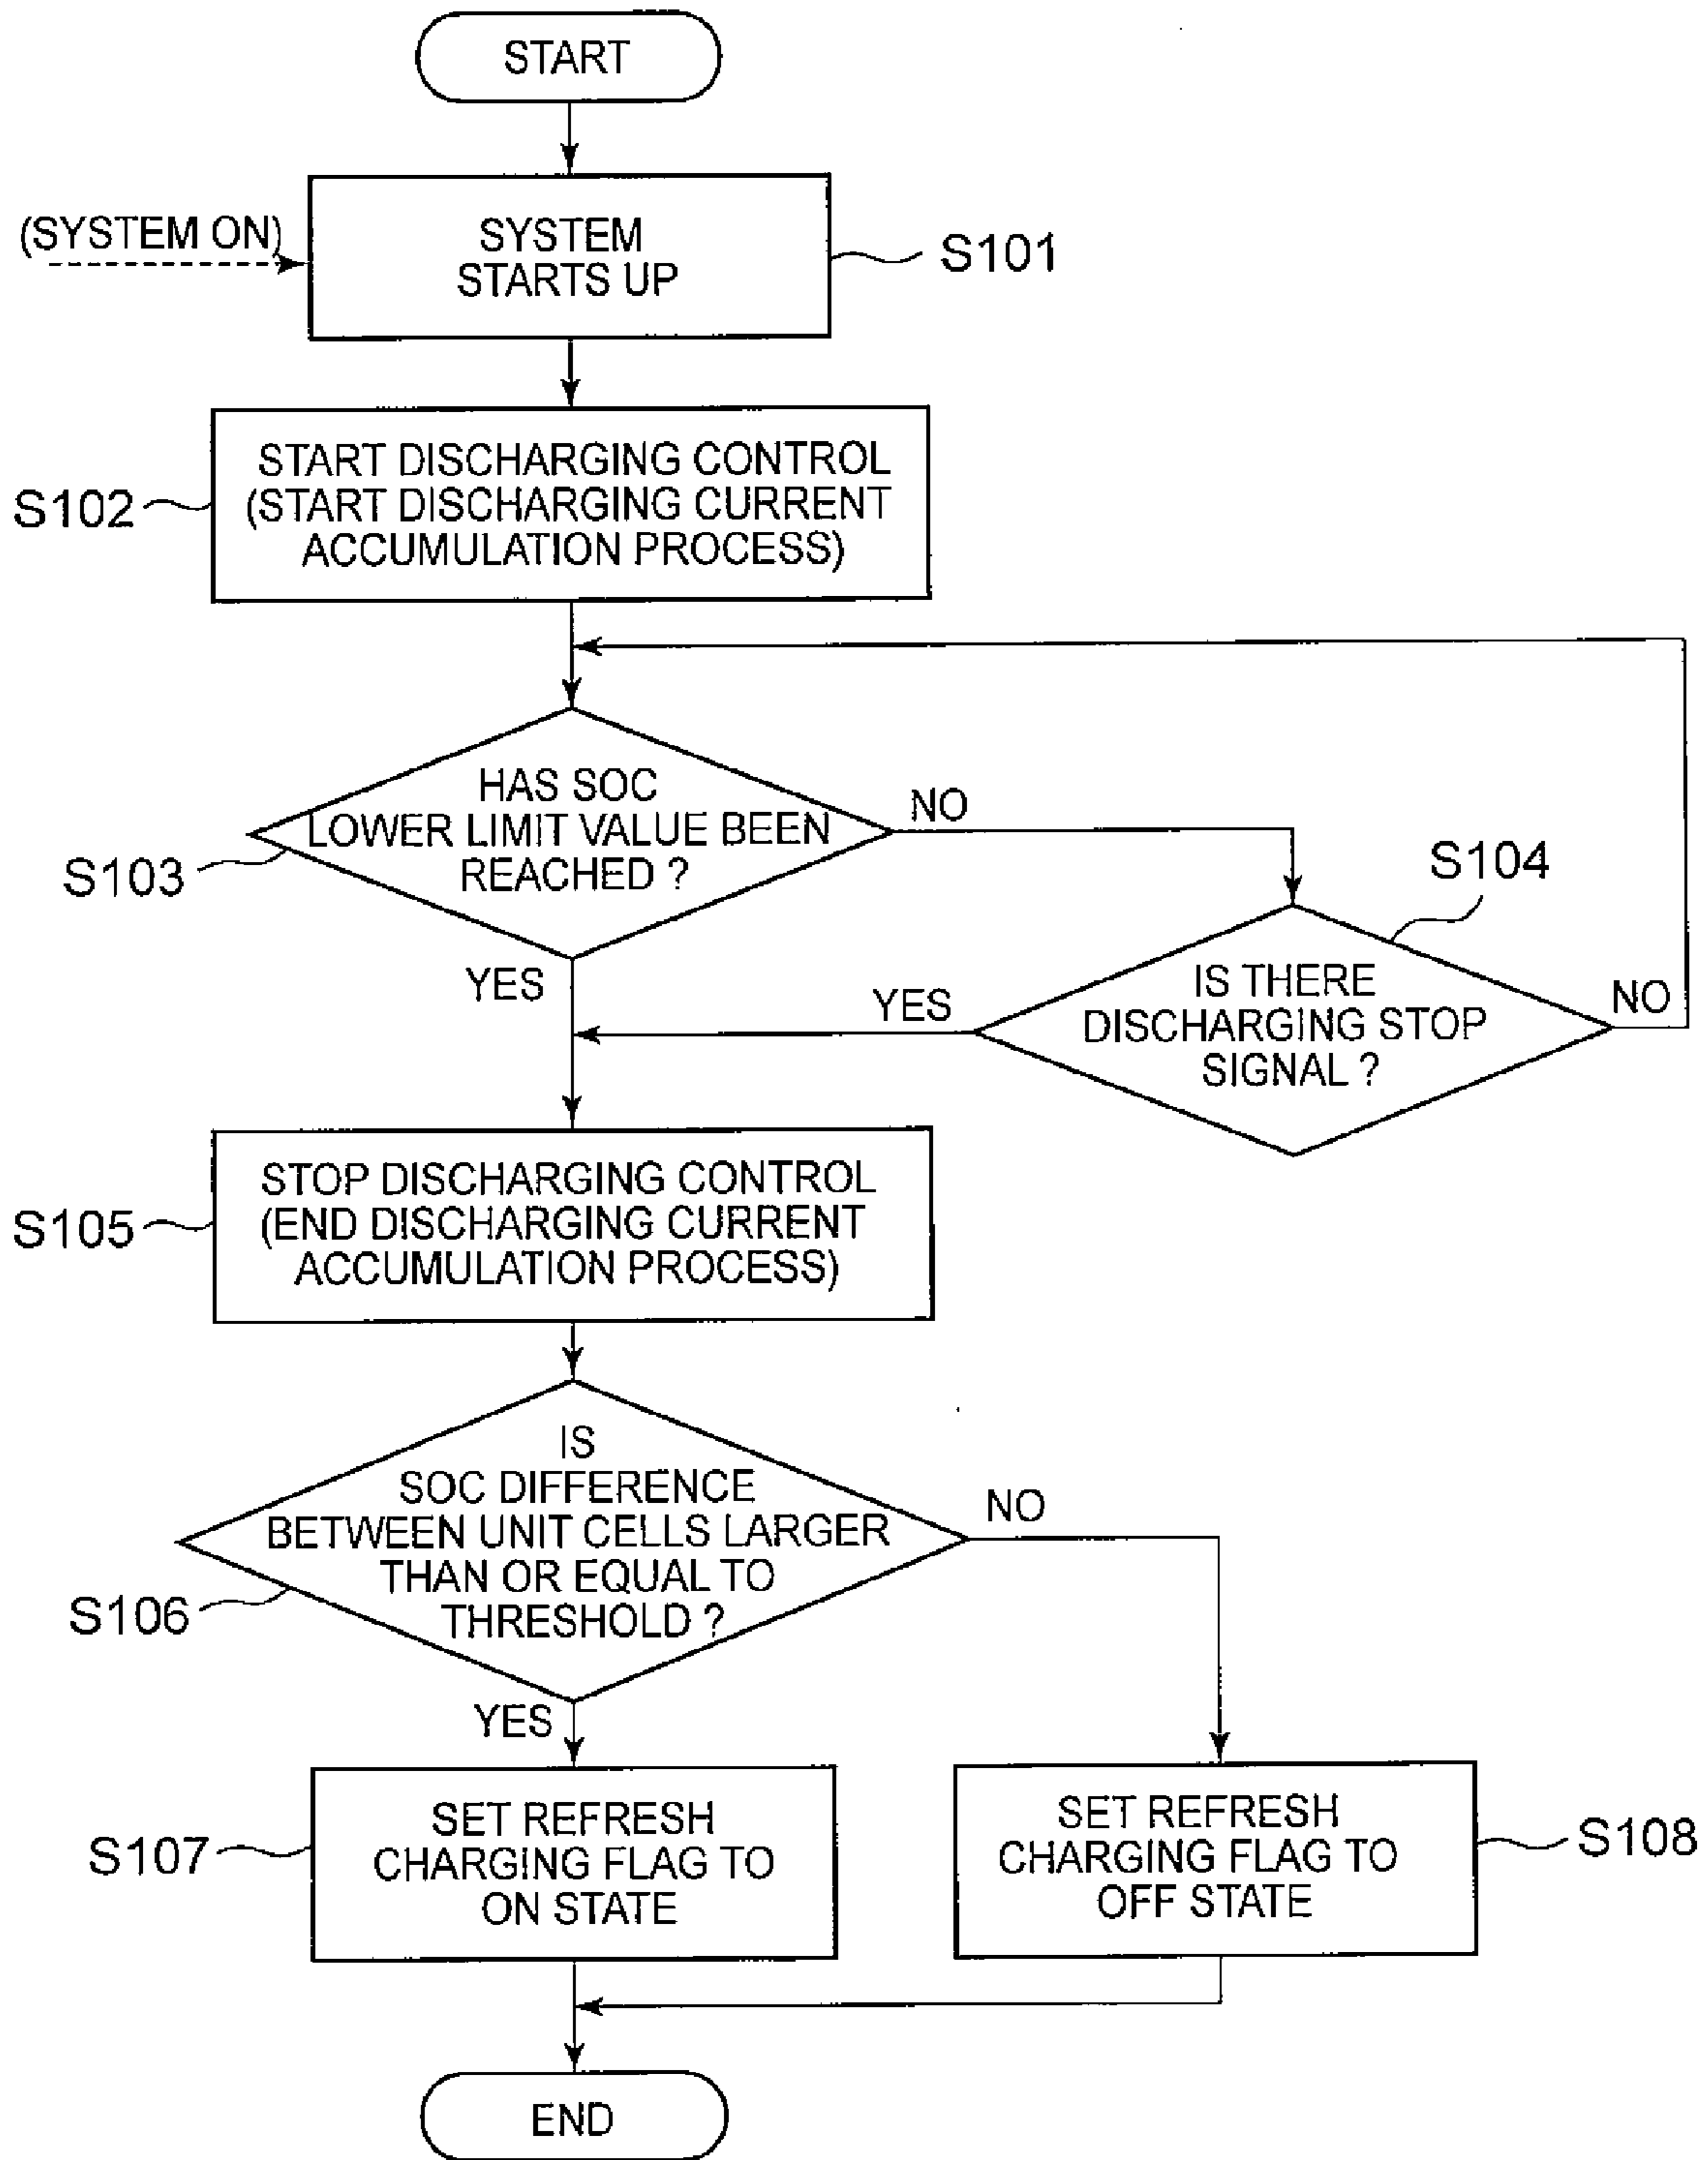 START
(SYSTEM ON)
SYSTEM
STARTS UP
S101
START DISCHARGING CONTROL
(START DISCHARGING CURRENT
ACCUMULATION PROCESS)
S102
HAS SOC
LOWER LIMIT VALUE BEEN
REACHED ?
S103
NO
YES
S104
IS THERE
DISCHARGING STOP
SIGNAL ?
YES
NO
STOP DISCHARGING CONTROL
(END DISCHARGING CURRENT
ACCUMULATION PROCESS)
S105
IS
SOC DIFFERENCE
BETWEEN UNIT CELLS LARGER
THAN OR EQUAL TO
THRESHOLD ?
S106
NO
YES
SET REFRESH
CHARGING FLAG TO
ON STATE
S107
SET REFRESH
CHARGING FLAG TO
OFF STATE
S108
END